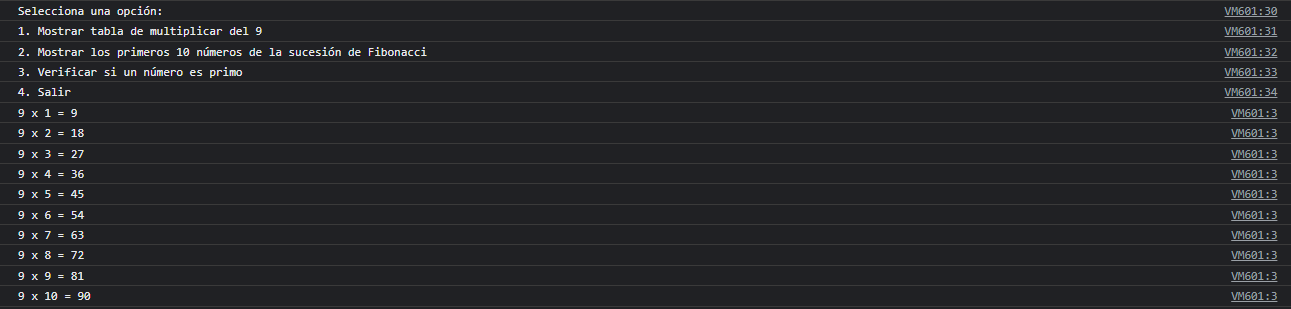 Selecciona una opción: VM601:30
1. Mostrar tabla de multiplicar del 9 VM601:31
2. Mostrar los primeros 10 números de la sucesión de Fibonacci VM601:32
3. Verificar si un número es primo VM601:33
4. Salir VM601:34
9 x 1 = 9 VM601:3
9 x 2 = 18 VM601:3
9 x 3 = 27 VM601:3
9 x 4 = 36 VM601:3
9 x 5 = 45 VM601:3
9 x 6 = 54 VM601:3
9 x 7 = 63 VM601:3
9 x 8 = 72 VM601:3
9 x 9 = 81 VM601:3
9 x 10 = 90 VM601:3